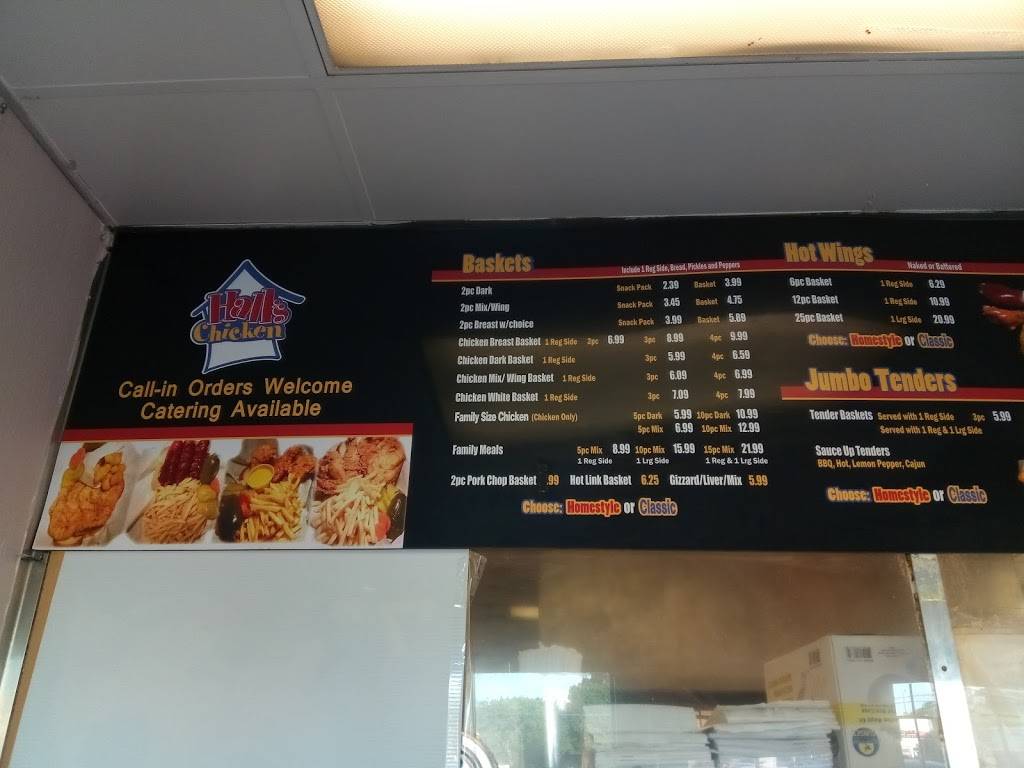 Hall's
Chicken
Call-in Orders Welcome
Catering Available
Baskets
Include 1 Reg Side, Bread, Pickles and Peppers
2pc Dark Snack Pack 2.39 Basket 3.99
2pc Mix/Wing Snack Pack 3.45 Basket 4.75
2pc Breast w/choice Snack Pack 3.99 Basket 5.89
Chicken Breast Basket 1 Reg Side 2pc 6.99 3pc 8.99 4pc 9.99
Chicken Dark Basket 1 Reg Side 3pc 5.99 4pc 6.59
Chicken Mix/ Wing Basket 1 Reg Side 3pc 6.09 4pc 6.99
Chicken White Basket 1 Reg Side 3pc 7.09 4pc 7.99
Family Size Chicken (Chicken Only) 5pc Dark 5.99 10pc Dark 10.99
5pc Mix 6.99 10pc Mix 12.99
Family Meals 5pc Mix 8.99 10pc Mix 15.99 15pc Mix 21.99
1 Reg Side 1 Lrg Side 1 Reg & 1 Lrg Side
2pc Pork Chop Basket .99 Hot Link Basket 6.25 Gizzard/Liver/Mix 5.99
Choose: Homestyle or Classic
Hot Wings
Naked or Battered
6pc Basket 1 Reg Side 6.29
12pc Basket 1 Reg Side 10.99
25pc Basket 1 Lrg Side 20.99
Choose: Homestyle or Classic
Jumbo Tenders
Tender Baskets Served with 1 Reg Side 3pc 5.99
Served with 1 Reg & 1 Lrg Side
Sauce Up Tenders
BBQ, Hot, Lemon Pepper, Cajun
Choose: Homestyle or Classic